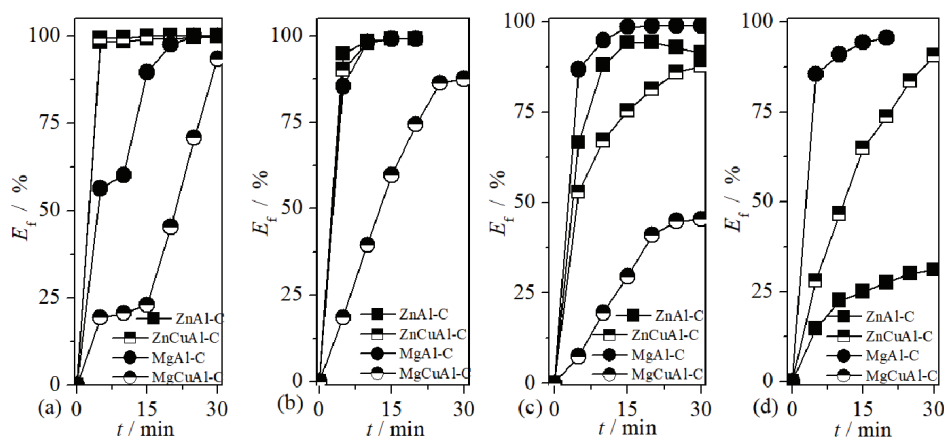 100
75
50
25
0
E_f / %
ZnAl-C
ZnCuAl-C
MgAl-C
MgCuAl-C
(a)
0 15 30
t / min
100
75
50
25
0
E_f / %
ZnAl-C
ZnCuAl-C
MgAl-C
MgCuAl-C
(b)
0 15 30
t / min
100
75
50
25
0
E_f / %
ZnAl-C
ZnCuAl-C
MgAl-C
MgCuAl-C
(c)
0 15 30
t / min
100
75
50
25
0
E_f / %
ZnAl-C
ZnCuAl-C
MgAl-C
MgCuAl-C
(d)
0 15 30
t / min